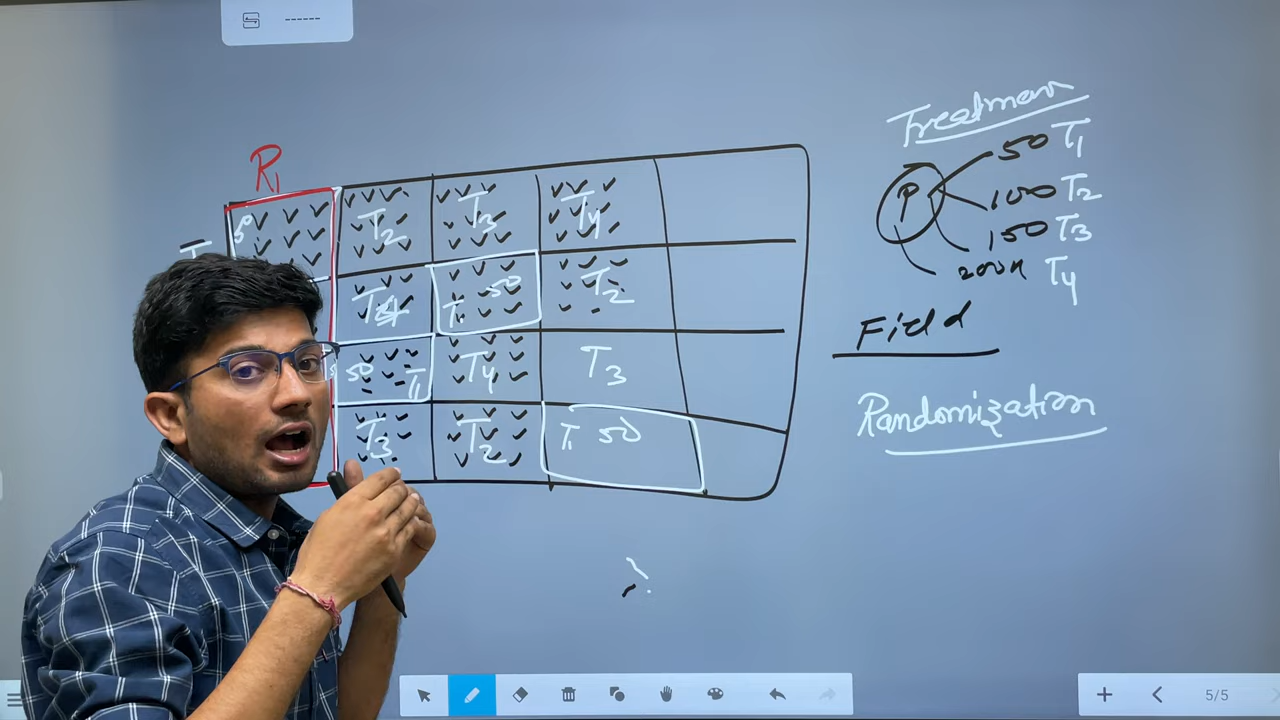 Treatment
R1
P 50 T1
100 T2
150 T3
200 T4
50 T2 T3 T4
T4 T1 50 T2
50 T1 T4 T3
T3 T2 T1 50
Field
Randomization
5/5